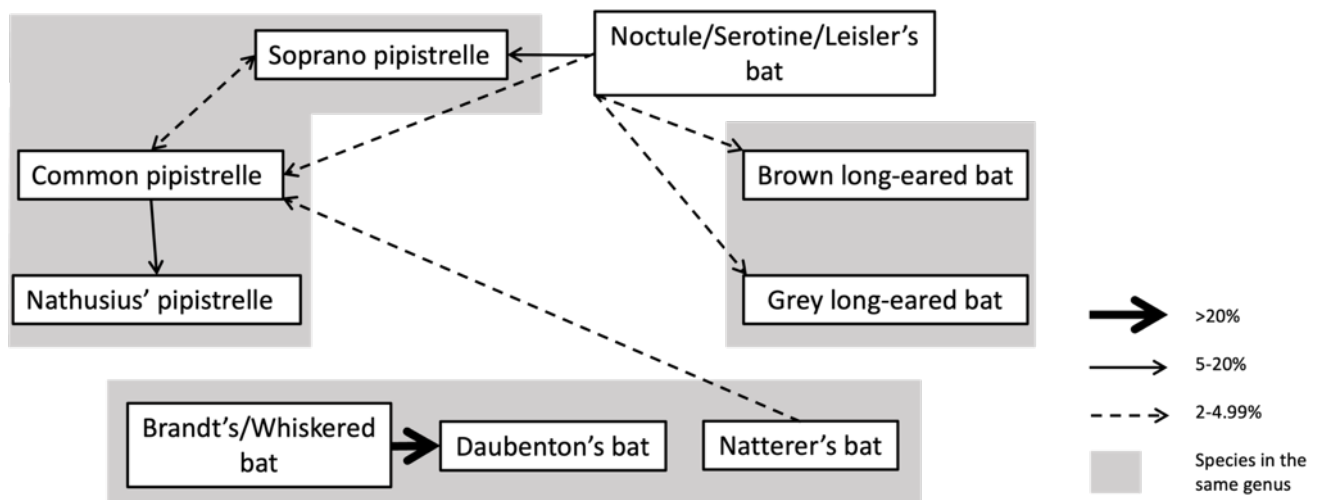 Soprano pipistrelle
Noctule/Serotine/Leisler's
bat
Common pipistrelle
Brown long-eared bat
Nathusius’ pipistrelle
Grey long-eared bat
>20%
5-20%
2-4.99%
Species in the
same genus
Brandt’s/Whiskered
bat
Daubenton’s bat
Natterer’s bat